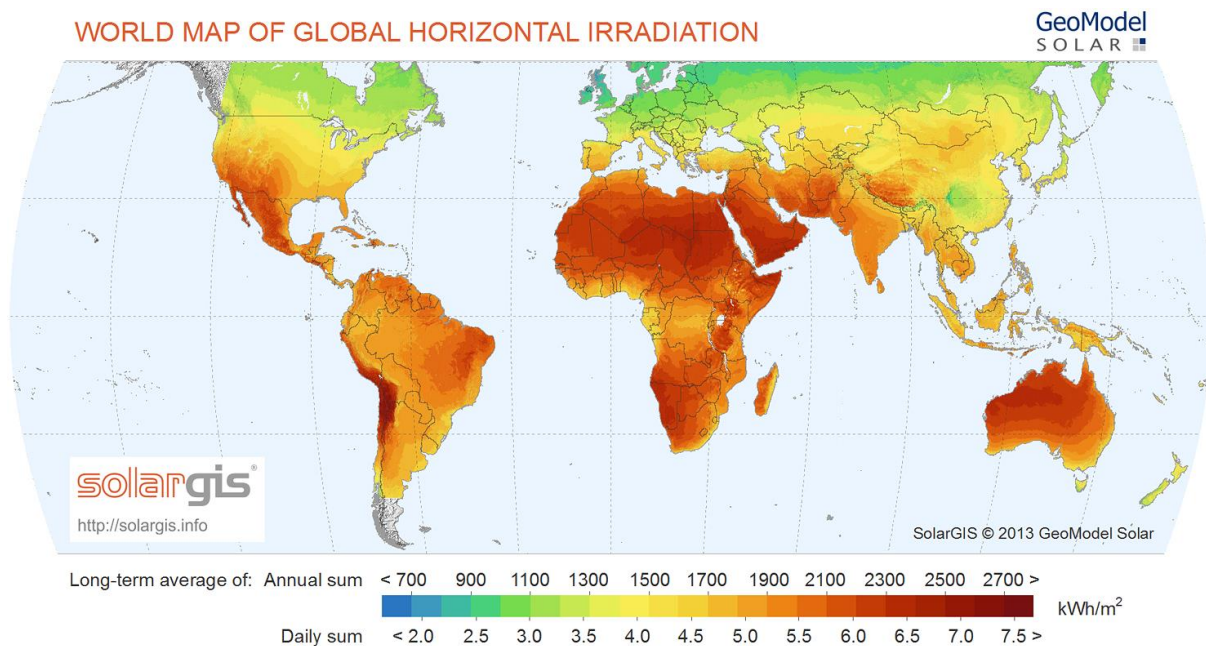 WORLD MAP OF GLOBAL HORIZONTAL IRRADIATION
GeoModel
SOLAR
solargis®
http://solargis.info
SolarGIS © 2013 GeoModel Solar
Long-term average of: Annual sum < 700 900 1100 1300 1500 1700 1900 2100 2300 2500 2700 >
kWh/m²
Daily sum < 2.0 2.5 3.0 3.5 4.0 4.5 5.0 5.5 6.0 6.5 7.0 7.5 >